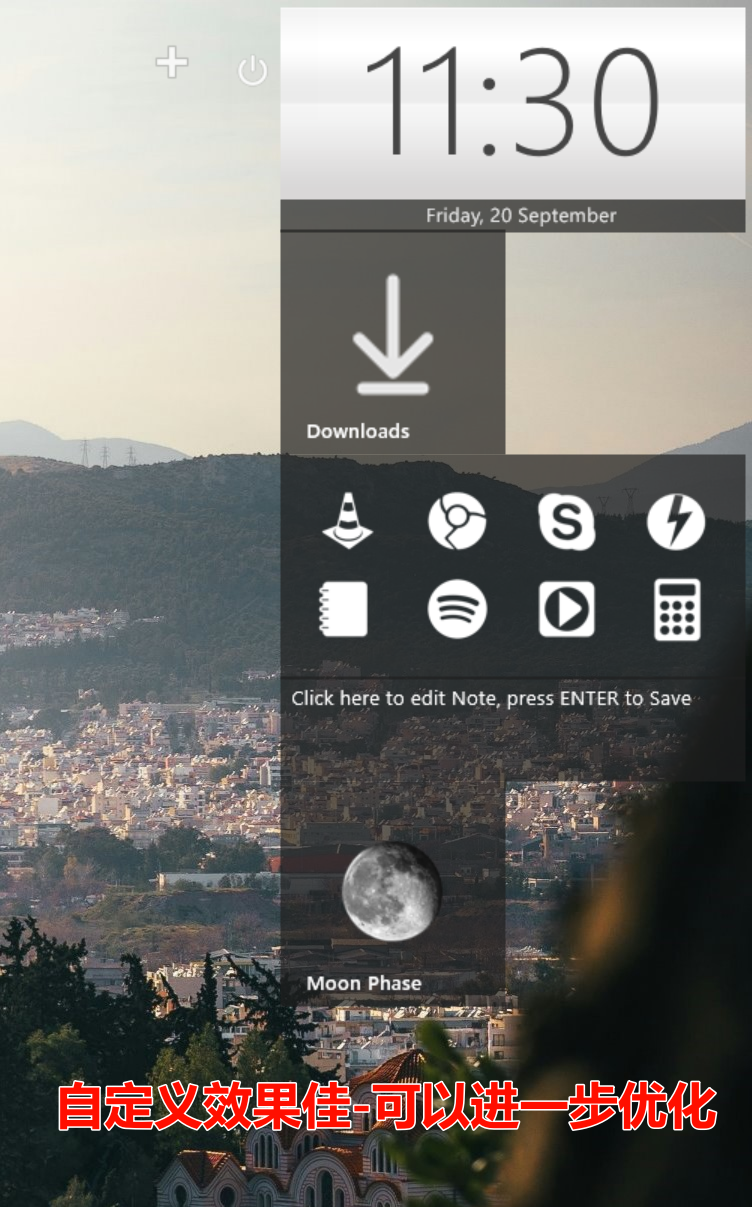 11:30
Friday, 20 September
Downloads
Click here to edit Note, press ENTER to Save
Moon Phase
自定义效果佳-可以进一步优化